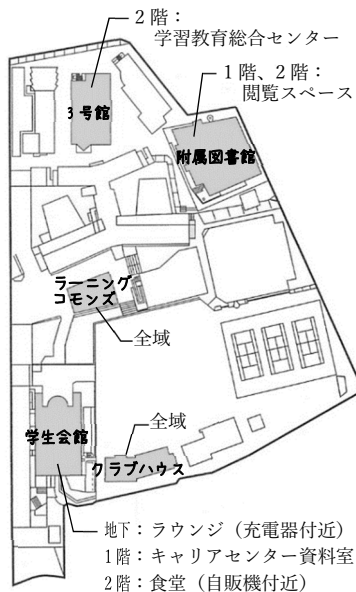 2階：
学習教育総合センター
3号館
1階、2階：
閲覧スペース
附属図書館
ラーニング
コモンズ
全域
学生会館
全域
クラブハウス
地下：ラウンジ（充電器付近）
1階：キャリアセンター資料室
2階：食堂（自販機付近）